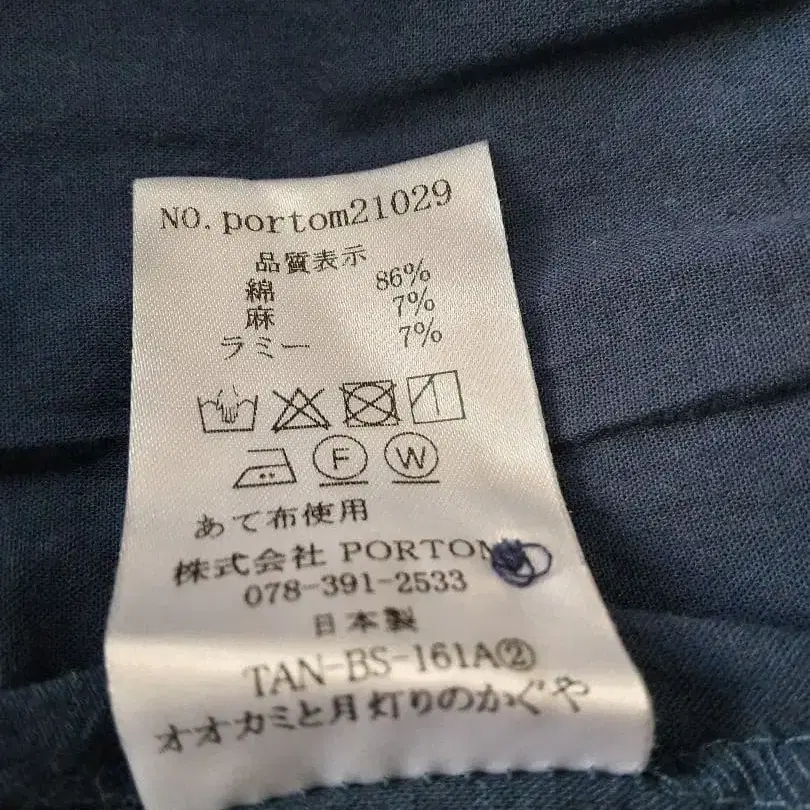 NO. portom21029
品質表示
綿 86%
麻 7%
ラミー 7%
F W
あて布使用
株式会社 PORTOM
078-391-2533
日本製
TAN-BS-161A②
オオカミと月灯りのかぐや